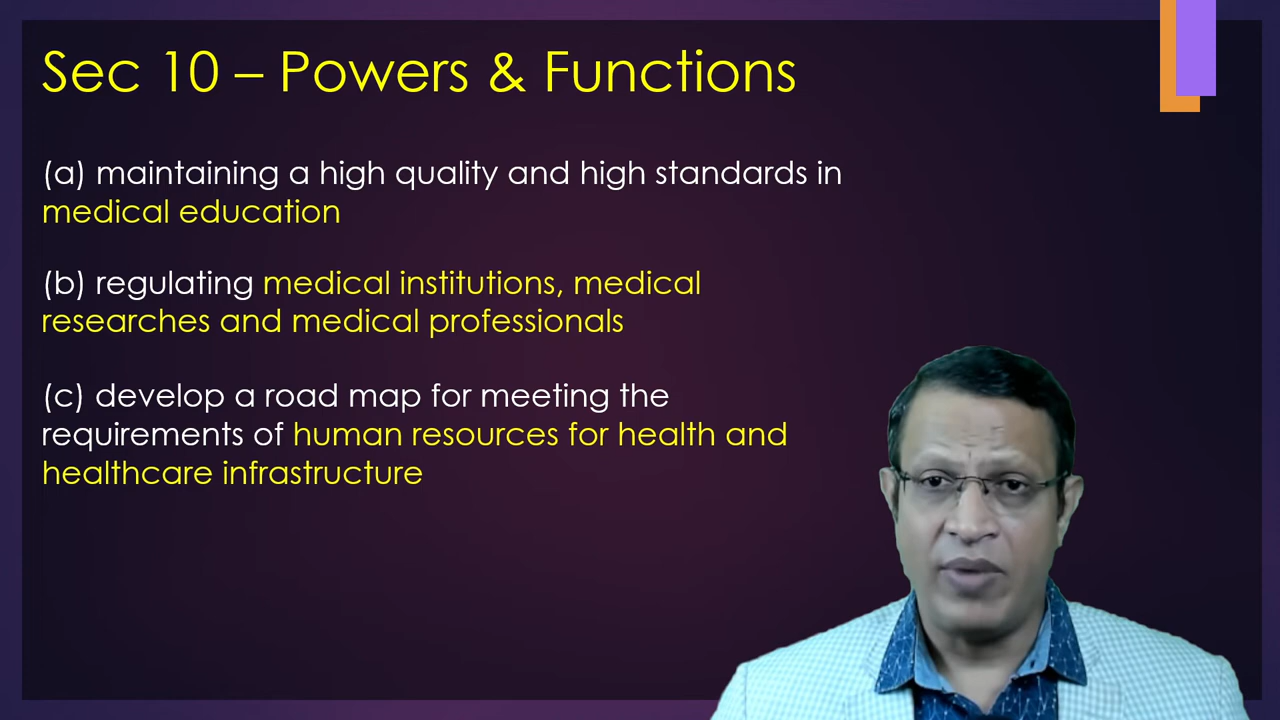 Sec 10 – Powers & Functions
(a) maintaining a high quality and high standards in
medical education
(b) regulating medical institutions, medical
researches and medical professionals
(c) develop a road map for meeting the
requirements of human resources for health and
healthcare infrastructure